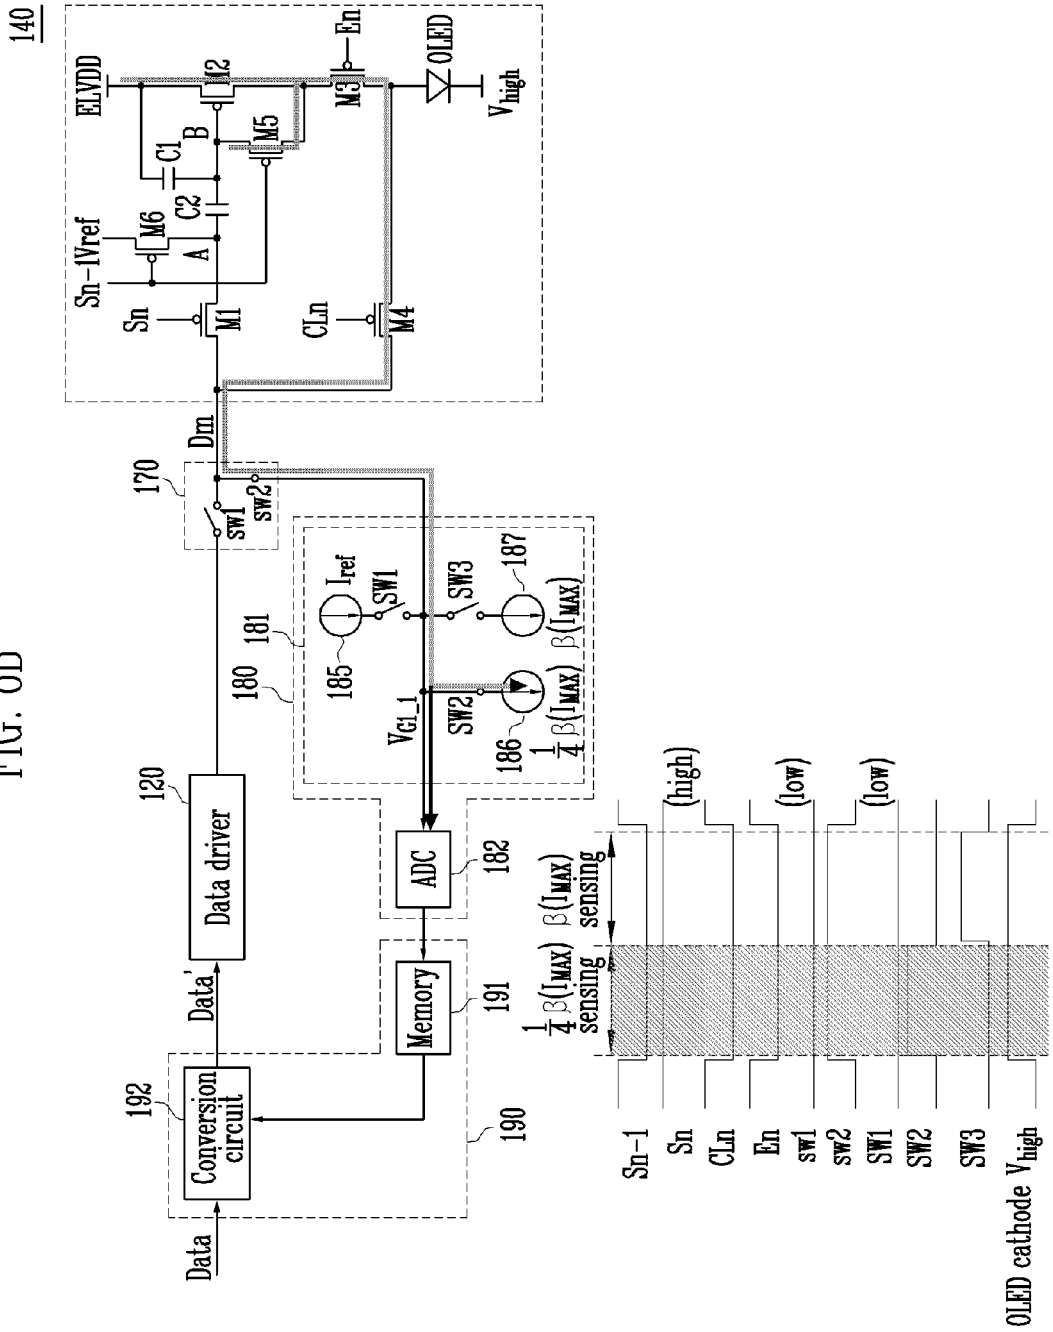 140
ELVDD
M2
En
OLED
M3
Vhigh
B
M5
C1
C2
M6
A
Sn-1
Vref
Sn
M1
CLn
M4
Dm
170
sw1
sw2
180
181
Iref
SW1
185
SW3
187
β(IMAX)
VG1_1
SW2
186
1/4 β(IMAX)
120
Data driver
ADC
182
Data'
Memory
191
192
Conversion
circuit
190
Data
1/4 β(IMAX)
sensing
β(IMAX)
sensing
Sn-1
Sn
(high)
CLn
En
sw1
(low)
sw2
SW1
(low)
SW2
SW3
OLED cathode Vhigh